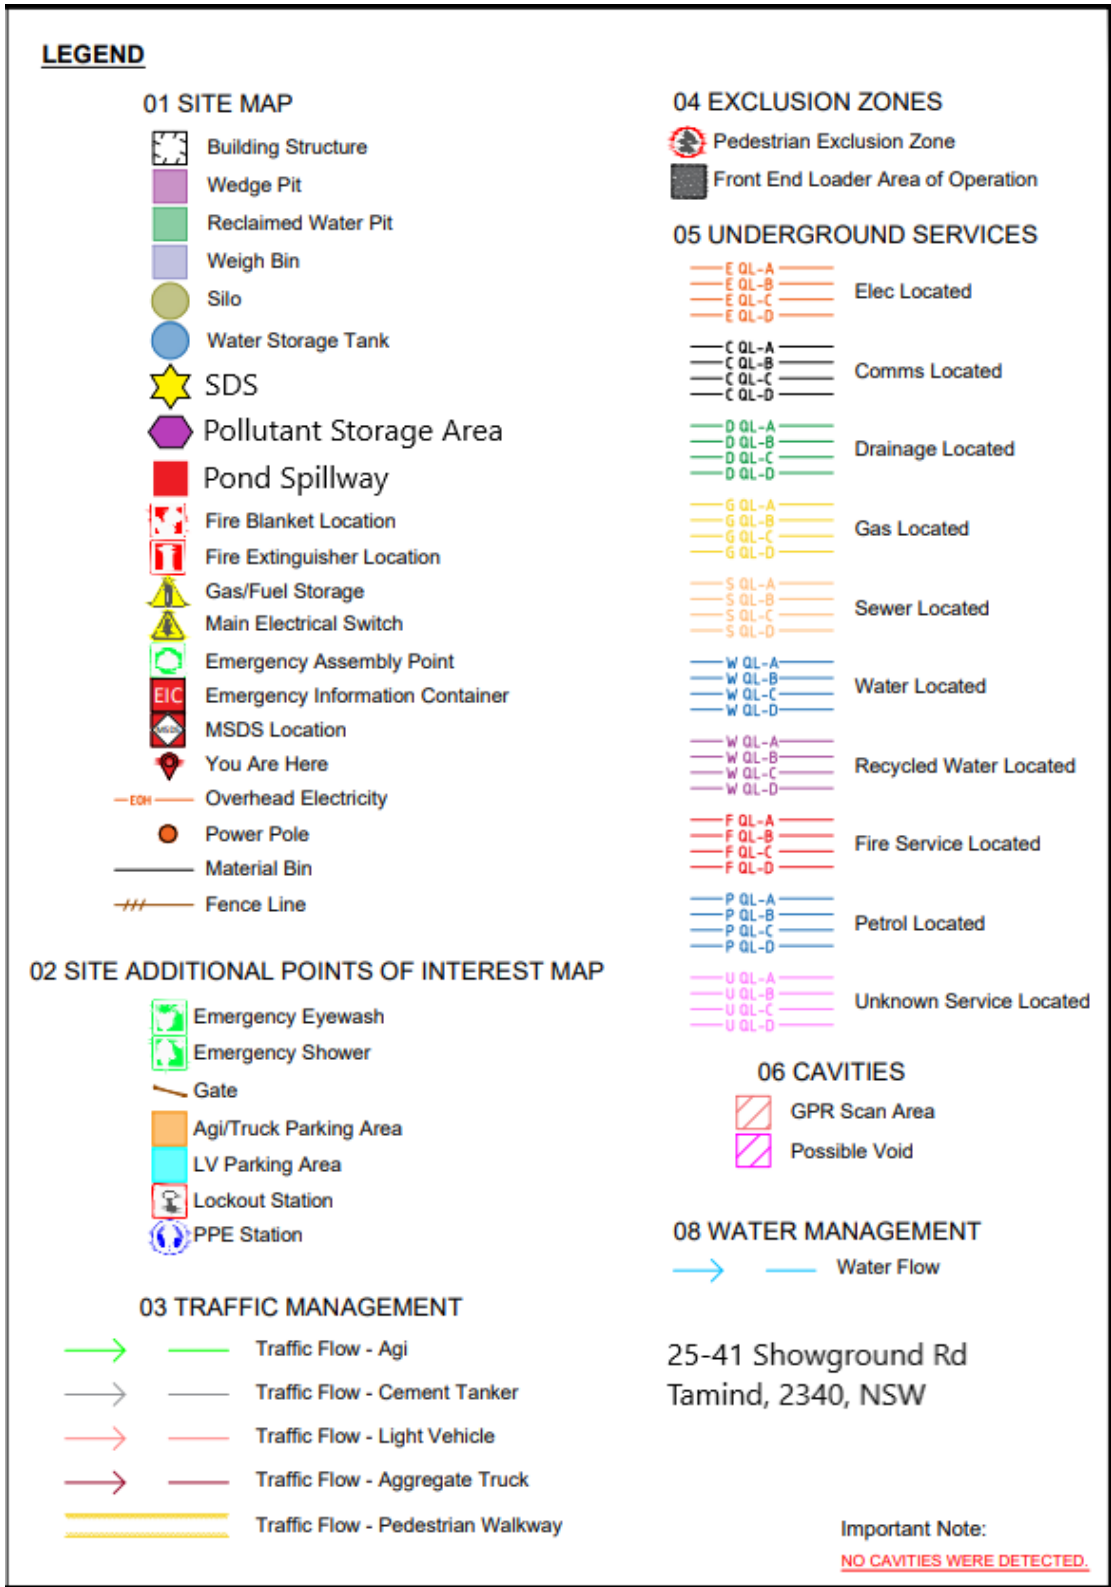 LEGEND
01 SITE MAP
Building Structure
Wedge Pit
Reclaimed Water Pit
Weigh Bin
Silo
Water Storage Tank
SDS
Pollutant Storage Area
Pond Spillway
Fire Blanket Location
Fire Extinguisher Location
Gas/Fuel Storage
Main Electrical Switch
Emergency Assembly Point
EIC Emergency Information Container
MSDS MSDS Location
You Are Here
EOH Overhead Electricity
Power Pole
Material Bin
Fence Line
02 SITE ADDITIONAL POINTS OF INTEREST MAP
Emergency Eyewash
Emergency Shower
Gate
Agi/Truck Parking Area
LV Parking Area
Lockout Station
PPE Station
03 TRAFFIC MANAGEMENT
Traffic Flow - Agi
Traffic Flow - Cement Tanker
Traffic Flow - Light Vehicle
Traffic Flow - Aggregate Truck
Traffic Flow - Pedestrian Walkway
04 EXCLUSION ZONES
Pedestrian Exclusion Zone
Front End Loader Area of Operation
05 UNDERGROUND SERVICES
E QL-A
E QL-B
E QL-C
E QL-D
Elec Located
C QL-A
C QL-B
C QL-C
C QL-D
Comms Located
D QL-A
D QL-B
D QL-C
D QL-D
Drainage Located
G QL-A
G QL-B
G QL-C
G QL-D
Gas Located
S QL-A
S QL-B
S QL-C
S QL-D
Sewer Located
W QL-A
W QL-B
W QL-C
W QL-D
Water Located
W QL-A
W QL-B
W QL-C
W QL-D
Recycled Water Located
F QL-A
F QL-B
F QL-C
F QL-D
Fire Service Located
P QL-A
P QL-B
P QL-C
P QL-D
Petrol Located
U QL-A
U QL-B
U QL-C
U QL-D
Unknown Service Located
06 CAVITIES
GPR Scan Area
Possible Void
08 WATER MANAGEMENT
Water Flow
25-41 Showground Rd
Tamind, 2340, NSW
Important Note:
NO CAVITIES WERE DETECTED.